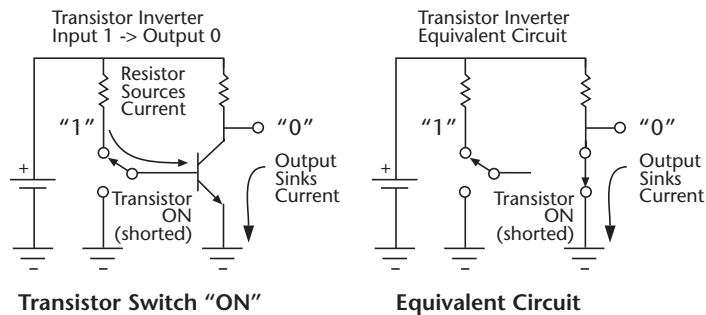 Transistor Inverter
Input 1 -> Output 0
Resistor
Sources
Current
"1"
"0"
+
Output
Sinks
Current
Transistor
ON
(shorted)
Transistor Switch "ON"
Transistor Inverter
Equivalent Circuit
"1"
"0"
+
Output
Sinks
Current
Transistor
ON
(shorted)
Equivalent Circuit